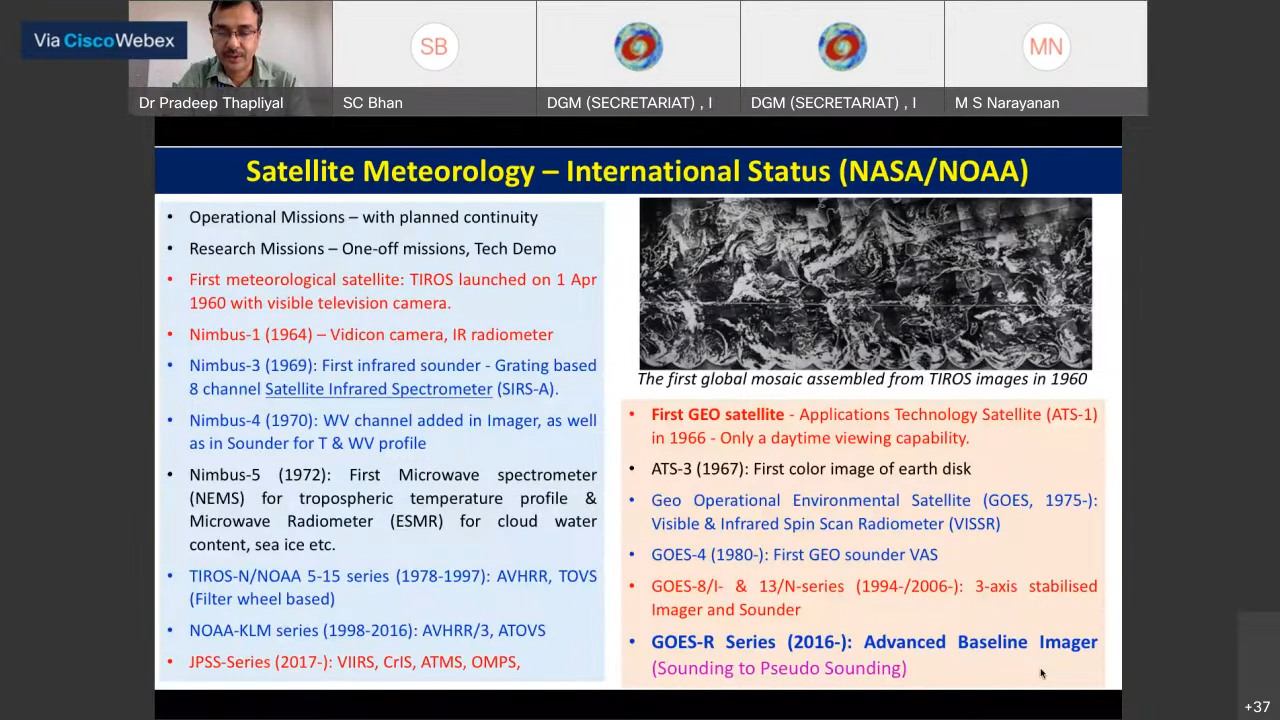 Via CiscoWebex
SB
MN
Dr Pradeep Thapliyal
SC Bhan
DGM (SECRETARIAT) , I
DGM (SECRETARIAT) , I
M S Narayanan
Satellite Meteorology – International Status (NASA/NOAA)
• Operational Missions – with planned continuity
• Research Missions – One-off missions, Tech Demo
• First meteorological satellite: TIROS launched on 1 Apr
1960 with visible television camera.
• Nimbus-1 (1964) – Vidicon camera, IR radiometer
• Nimbus-3 (1969): First infrared sounder - Grating based
8 channel Satellite Infrared Spectrometer (SIRS-A).
• Nimbus-4 (1970): WV channel added in Imager, as well
as in Sounder for T & WV profile
• Nimbus-5 (1972): First Microwave spectrometer
(NEMS) for tropospheric temperature profile &
Microwave Radiometer (ESMR) for cloud water
content, sea ice etc.
• TIROS-N/NOAA 5-15 series (1978-1997): AVHRR, TOVS
(Filter wheel based)
• NOAA-KLM series (1998-2016): AVHRR/3, ATOVS
• JPSS-Series (2017-): VIIRS, CrIS, ATMS, OMPS,
The first global mosaic assembled from TIROS images in 1960
• First GEO satellite - Applications Technology Satellite (ATS-1)
in 1966 - Only a daytime viewing capability.
• ATS-3 (1967): First color image of earth disk
• Geo Operational Environmental Satellite (GOES, 1975-):
Visible & Infrared Spin Scan Radiometer (VISSR)
• GOES-4 (1980-): First GEO sounder VAS
• GOES-8/I- & 13/N-series (1994-/2006-): 3-axis stabilised
Imager and Sounder
• GOES-R Series (2016-): Advanced Baseline Imager
(Sounding to Pseudo Sounding)
+37